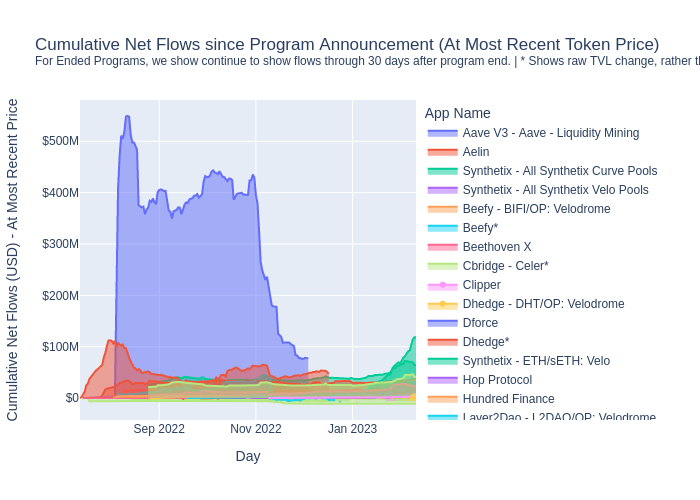 Cumulative Net Flows since Program Announcement (At Most Recent Token Price)
For Ended Programs, we show continue to show flows through 30 days after program end. | * Shows raw TVL change, rather
App Name
Aave V3 - Aave - Liquidity Mining
Aelin
Synthetix - All Synthetix Curve Pools
Synthetix - All Synthetix Velo Pools
Beefy - BIFI/OP: Velodrome
Beefy*
Beethoven X
Cbridge - Celer*
Clipper
Dhedge - DHT/OP: Velodrome
Dforce
Dhedge*
Synthetix - ETH/sETH: Velo
Hop Protocol
Hundred Finance
Layer2Dao - L2DAO/OP: Velodrome
Cumulative Net Flows (USD) - At Most Recent Price
$500M
$400M
$300M
$200M
$100M
$0
Sep 2022
Nov 2022
Jan 2023
Day